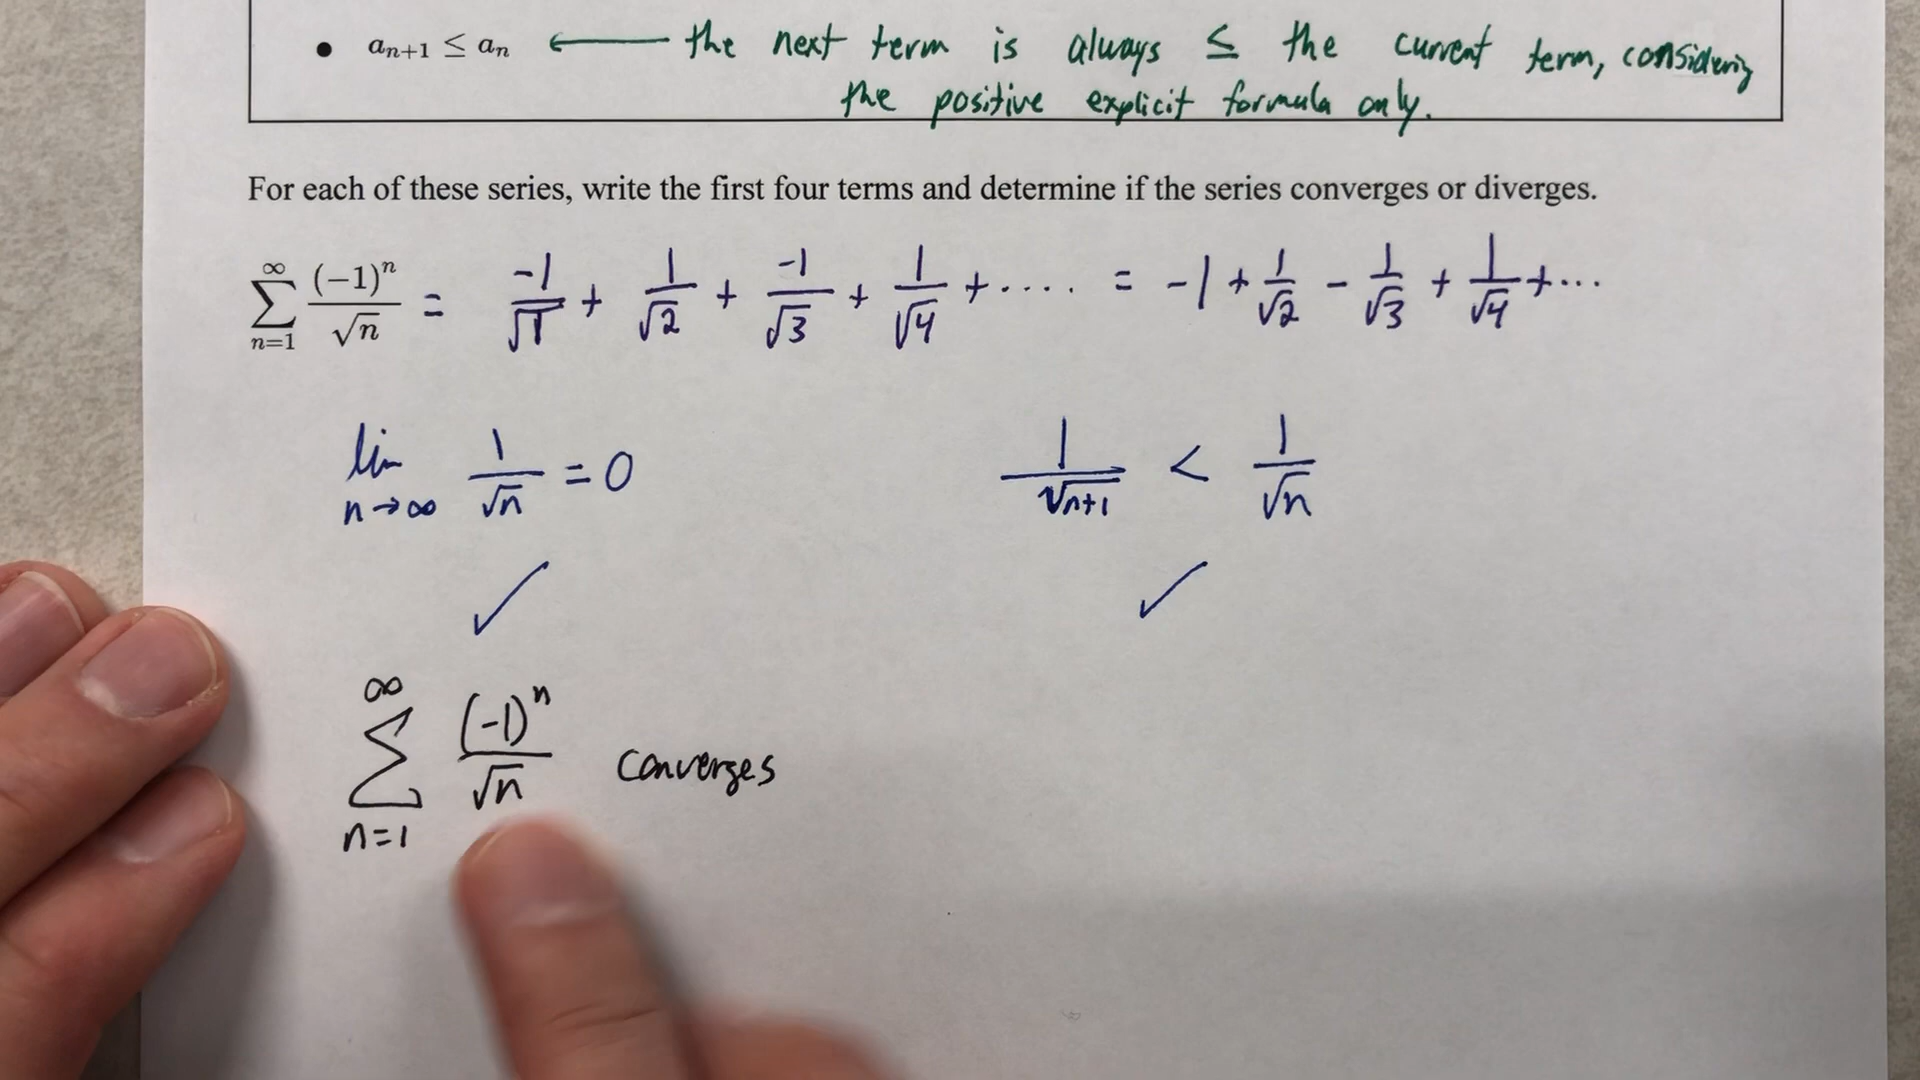 • aₙ₊₁ ≤ aₙ ← the next term is always ≤ the current term, considering
the positive explicit formula only.
For each of these series, write the first four terms and determine if the series converges or diverges.
∑_{n=1}^{∞} (-1)ⁿ/√n = -1/√1 + 1/√2 + -1/√3 + 1/√4 + .... = -1 + 1/√2 - 1/√3 + 1/√4 + ...
lim_{n→∞} 1/√n = 0
1/√(n+1) < 1/√n
✓ ✓
∑_{n=1}^{∞} (-1)ⁿ/√n converges